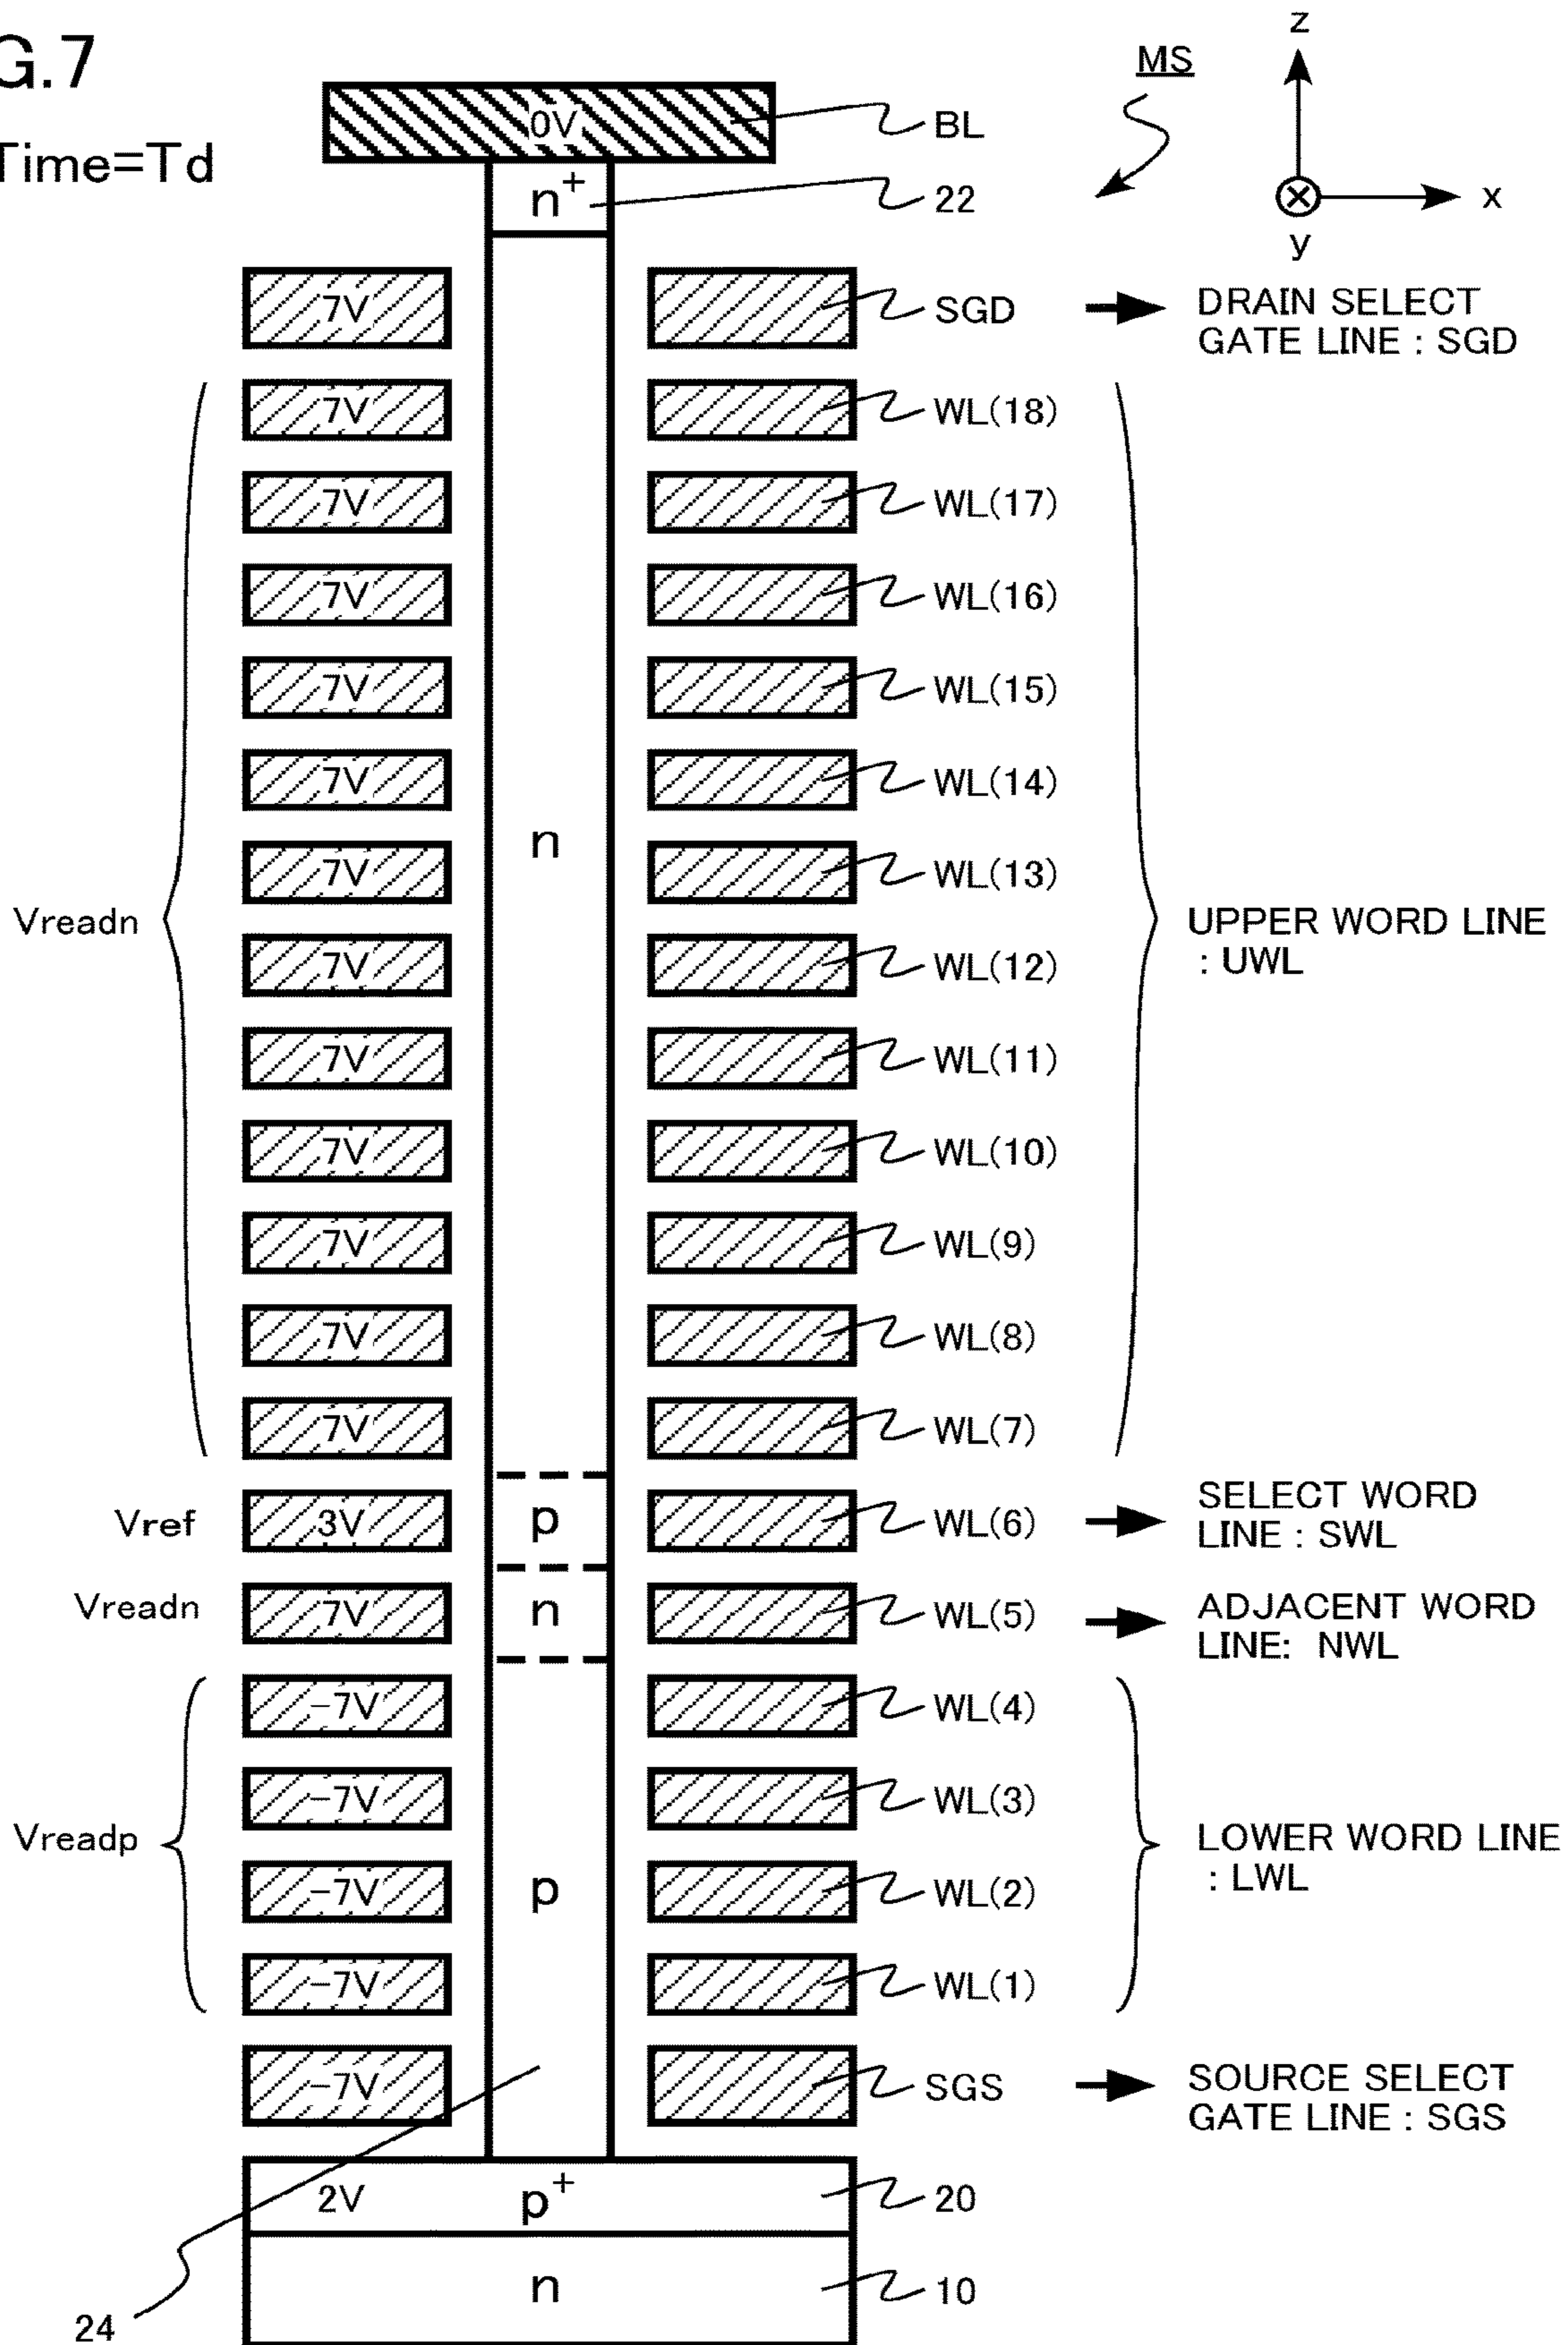 G.7
Time=Td
z
MS
x
y
0V
BL
n+
22
7V
SGD
DRAIN SELECT
GATE LINE : SGD
7V
WL(18)
7V
WL(17)
7V
WL(16)
7V
WL(15)
7V
WL(14)
n
7V
WL(13)
Vreadn
UPPER WORD LINE
: UWL
7V
WL(12)
7V
WL(11)
7V
WL(10)
7V
WL(9)
7V
WL(8)
7V
WL(7)
Vref
3V
p
WL(6)
SELECT WORD
LINE : SWL
Vreadn
7V
n
WL(5)
ADJACENT WORD
LINE: NWL
-7V
WL(4)
-7V
WL(3)
Vreadp
LOWER WORD LINE
: LWL
-7V
p
WL(2)
-7V
WL(1)
-7V
SGS
SOURCE SELECT
GATE LINE : SGS
2V
p+
20
n
10
24